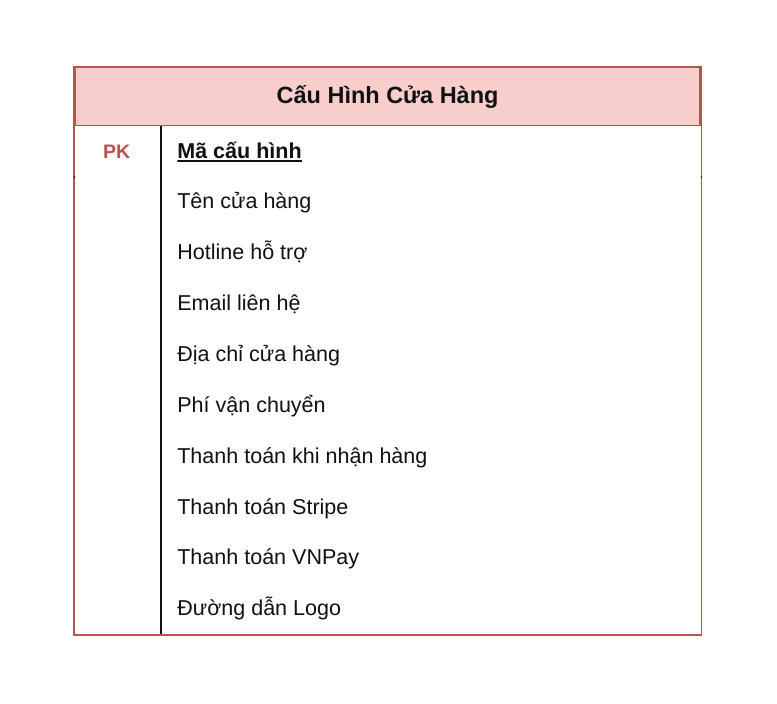 Cấu Hình Cửa Hàng
PK Mã cấu hình
Tên cửa hàng
Hotline hỗ trợ
Email liên hệ
Địa chỉ cửa hàng
Phí vận chuyển
Thanh toán khi nhận hàng
Thanh toán Stripe
Thanh toán VNPay
Đường dẫn Logo